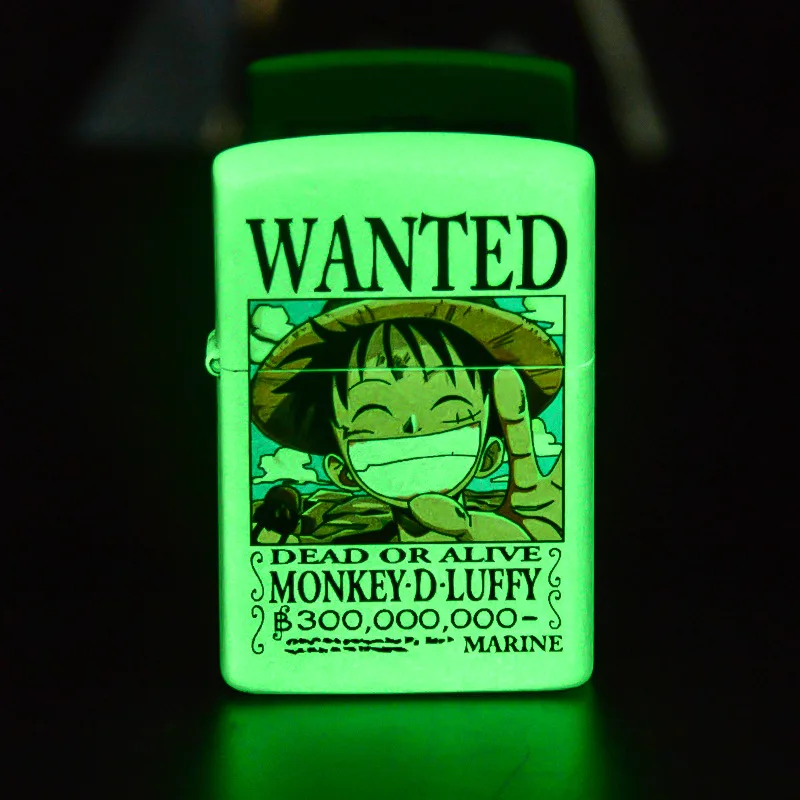 WANTED
DEAD OR ALIVE
MONKEY·D·LUFFY
฿300,000,000-
MARINE